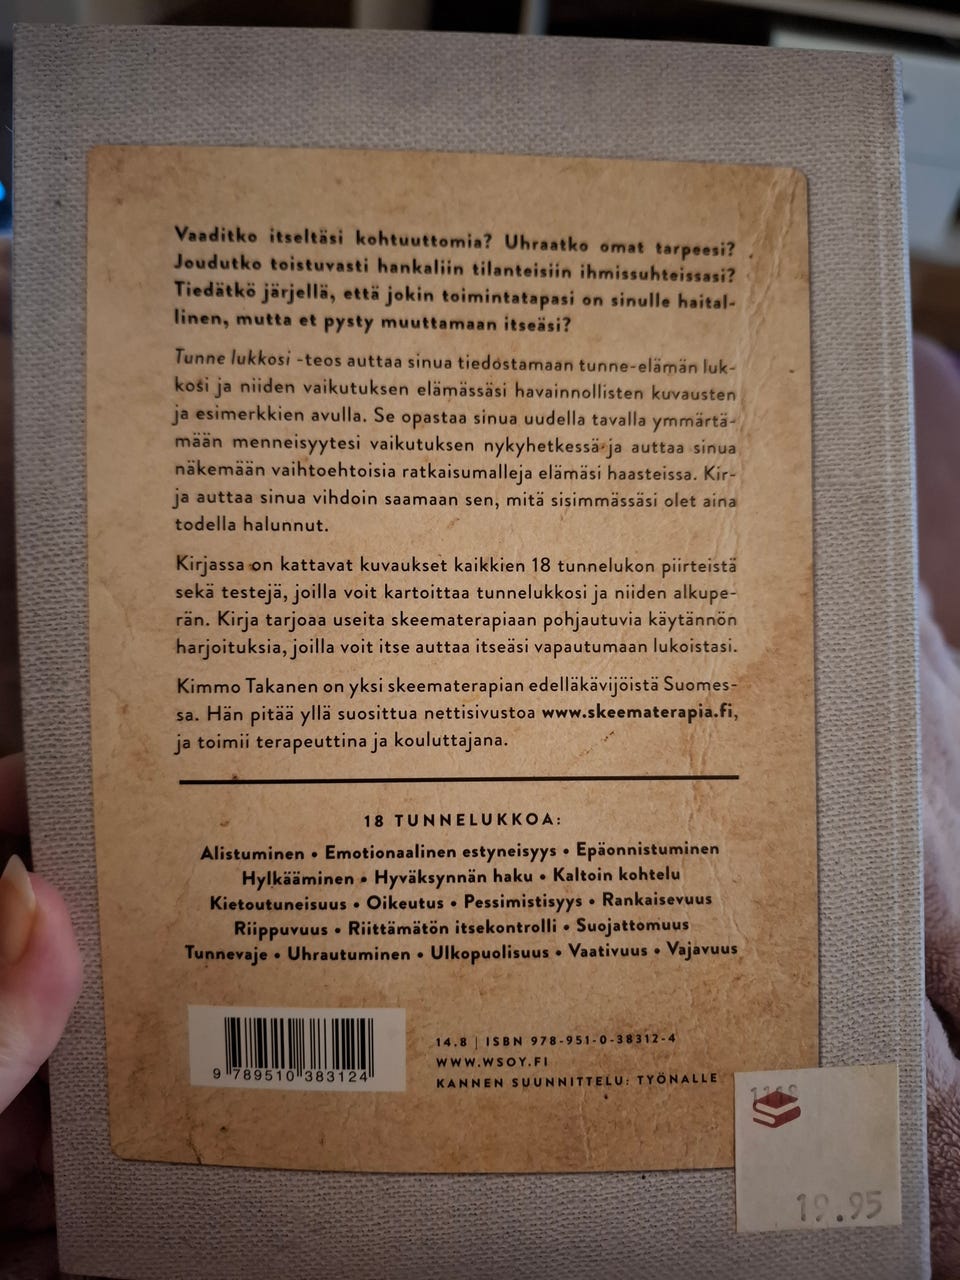 Vaaditko itseltäsi kohtuuttomia? Uhraatko omat tarpeesi?
Joudutko toistuvasti hankaliin tilanteisiin ihmissuhteissasi?
Tiedätkö järjellä, että jokin toimintatapasi on sinulle haital-
linen, mutta et pysty muuttamaan itseäsi?
Tunne lukkosi -teos auttaa sinua tiedostamaan tunne-elämän luk-
kosi ja niiden vaikutuksen elämässäsi havainnollisten kuvausten
ja esimerkkien avulla. Se opastaa sinua uudella tavalla ymmärtä-
mään menneisyytesi vaikutuksen nykyhetkessä ja auttaa sinua
näkemään vaihtoehtoisia ratkaisumalleja elämäsi haasteissa. Kir-
ja auttaa sinua vihdoin saamaan sen, mitä sisimmässäsi olet aina
todella halunnut.
Kirjassa on kattavat kuvaukset kaikkien 18 tunnelukon piirteistä
sekä testejä, joilla voit kartoittaa tunnelukkosi ja niiden alkupe-
rän. Kirja tarjoaa useita skeematerapiaan pohjautuvia käytännön
harjoituksia, joilla voit itse auttaa itseäsi vapautumaan lukoistasi.
Kimmo Takanen on yksi skeematerapian edelläkävijöistä Suomes-
sa. Hän pitää yllä suosittua nettisivustoa www.skeematerapia.fi,
ja toimii terapeuttina ja kouluttajana.
18 TUNNELUKKOA:
Alistuminen • Emotionaalinen estyneisyys • Epäonnistuminen
Hylkääminen • Hyväksynnän haku • Kaltoin kohtelu
Kietoutuneisuus • Oikeutus • Pessimistisyys • Rankaisevuus
Riippuvuus • Riittämätön itsekontrolli • Suojattomuus
Tunnevaje • Uhrautuminen • Ulkopuolisuus • Vaativuus • Vajavuus
9 789510 383124
14.8 | ISBN 978-951-0-38312-4
WWW.WSOY.FI
KANNEN SUUNNITTELU: TYÖNALLE
19.95